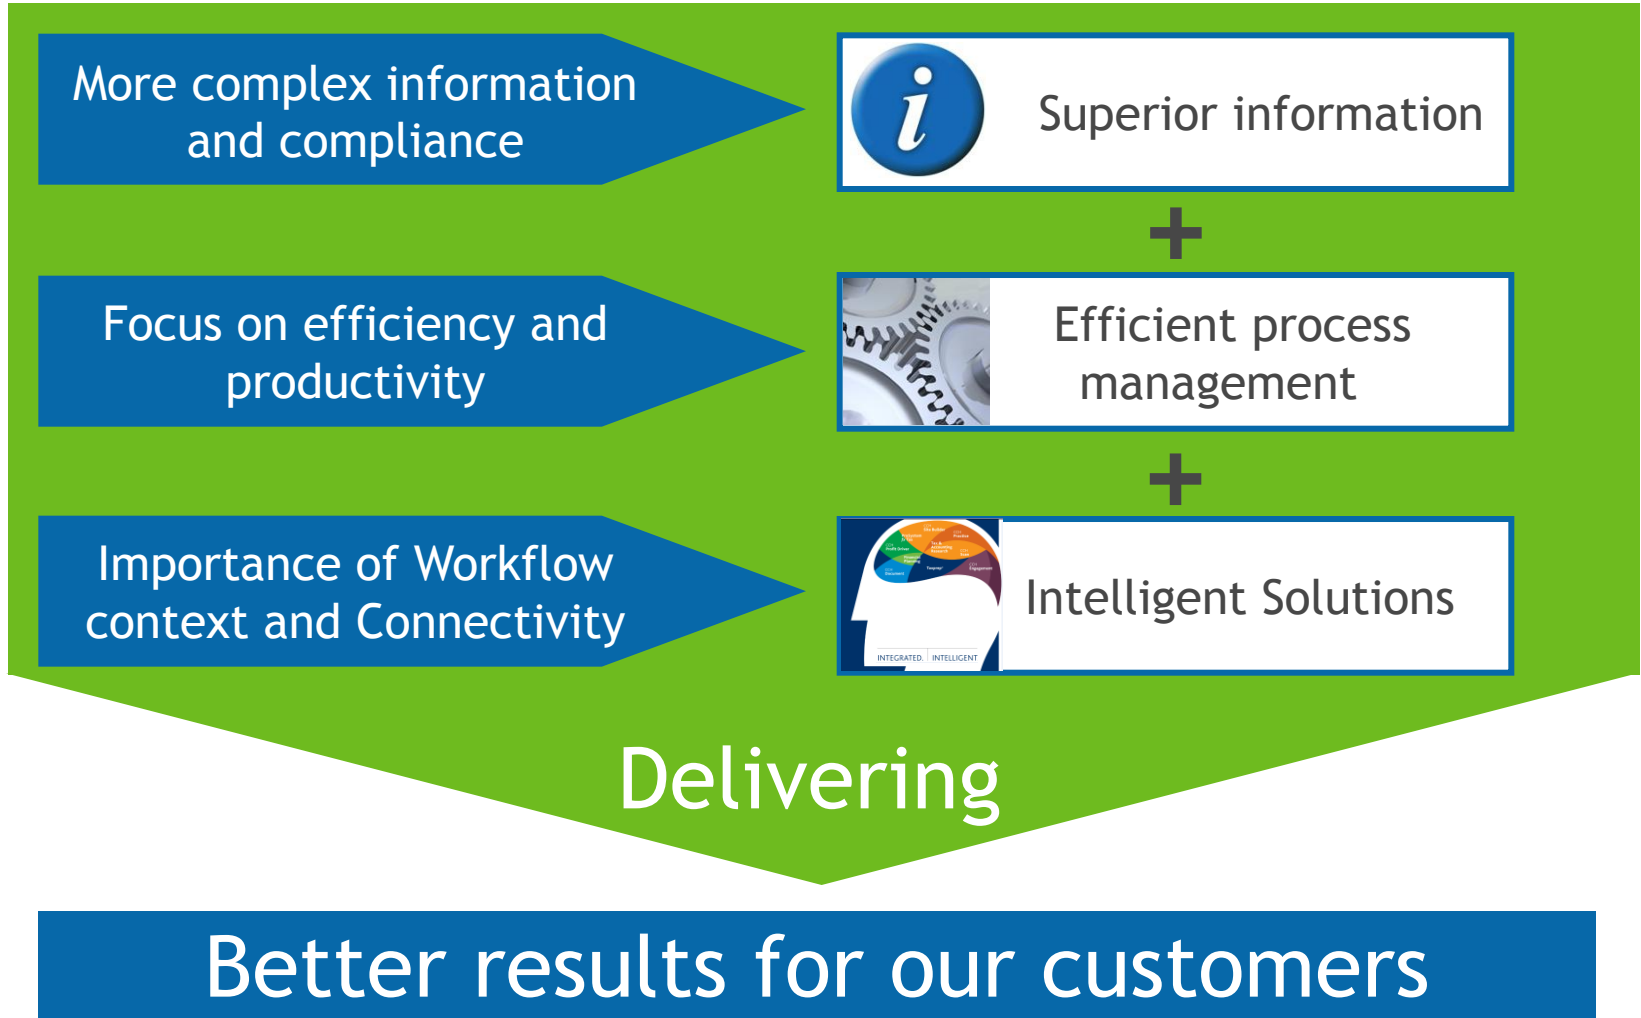 More complex information
and compliance
Superior information
+
Focus on efficiency and
productivity
Efficient process
management
+
Importance of Workflow
context and Connectivity
Intelligent Solutions
INTEGRATED. INTELLIGENT
Delivering
Better results for our customers